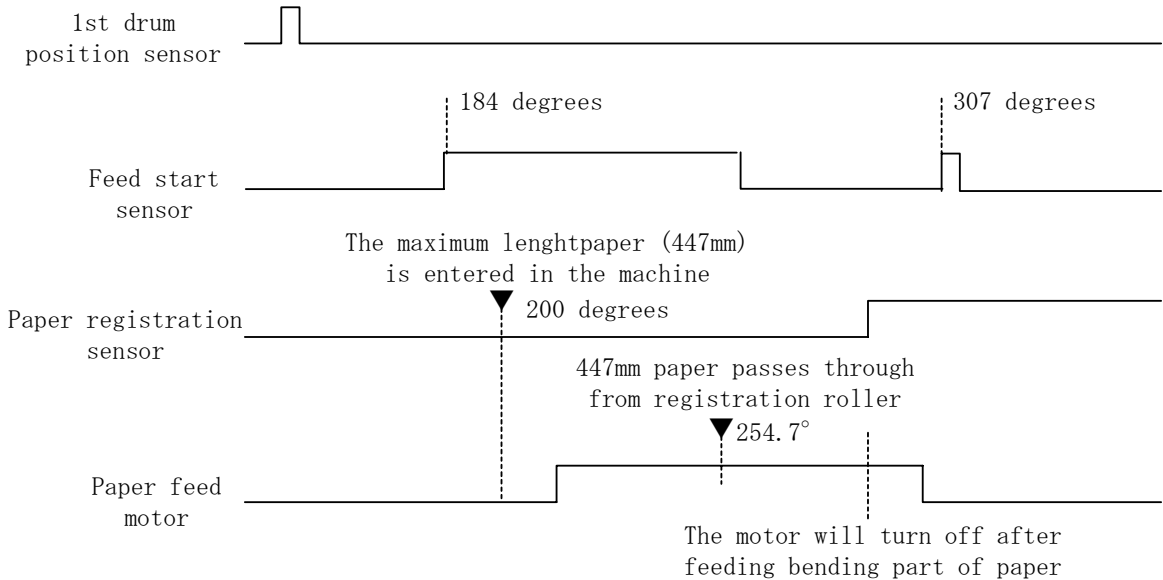 1st drum
position sensor
184 degrees
307 degrees
Feed start
sensor
The maximum lenghtpaper (447mm)
is entered in the machine
200 degrees
Paper registration
sensor
447mm paper passes through
from registration roller
254.7°
Paper feed
motor
The motor will turn off after
feeding bending part of paper